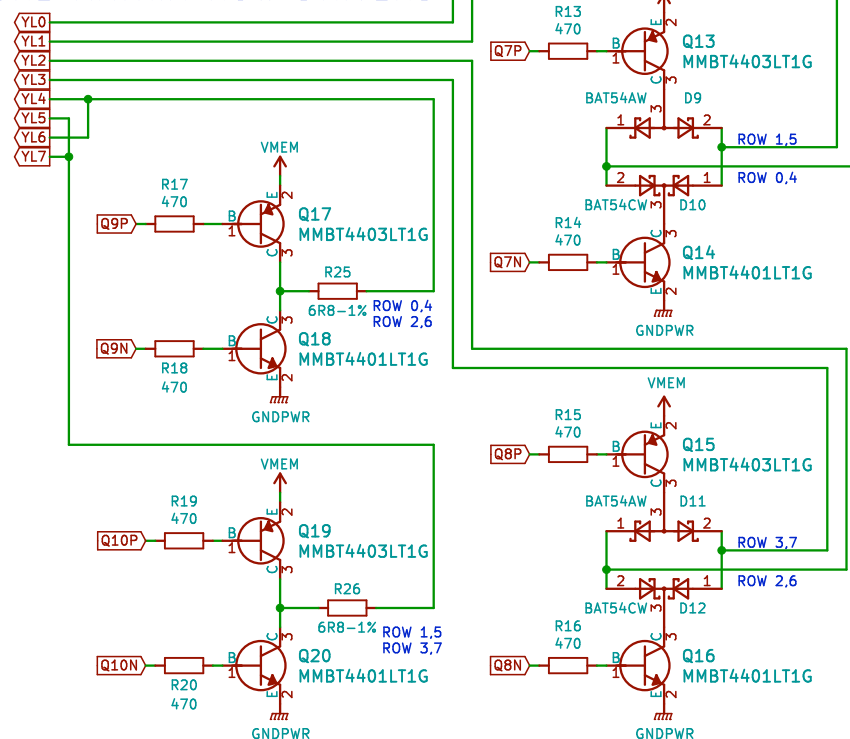 YL0
YL1
YL2
YL3
YL4
YL5
YL6
YL7
VMEM
R17
470
Q9P
B
1
E
2
C
3
Q17
MMBT4403LT1G
R25
6R8-1%
ROW 0,4
ROW 2,6
Q9N
R18
470
B
1
C
3
E
2
Q18
MMBT4401LT1G
GNDPWR
VMEM
R19
470
Q10P
B
1
E
2
C
3
Q19
MMBT4403LT1G
R26
6R8-1%
ROW 1,5
ROW 3,7
Q10N
R20
470
B
1
C
3
E
2
Q20
MMBT4401LT1G
GNDPWR
R13
470
Q7P
B
1
E
2
C
3
Q13
MMBT4403LT1G
BAT54AW
D9
3
1
2
ROW 1,5
ROW 0,4
2
1
BAT54CW
D10
3
R14
470
Q7N
B
1
C
3
E
2
Q14
MMBT4401LT1G
GNDPWR
VMEM
R15
470
Q8P
B
1
E
2
C
3
Q15
MMBT4403LT1G
BAT54AW
D11
3
1
2
ROW 3,7
ROW 2,6
2
1
BAT54CW
D12
3
R16
470
Q8N
B
1
C
3
E
2
Q16
MMBT4401LT1G
GNDPWR